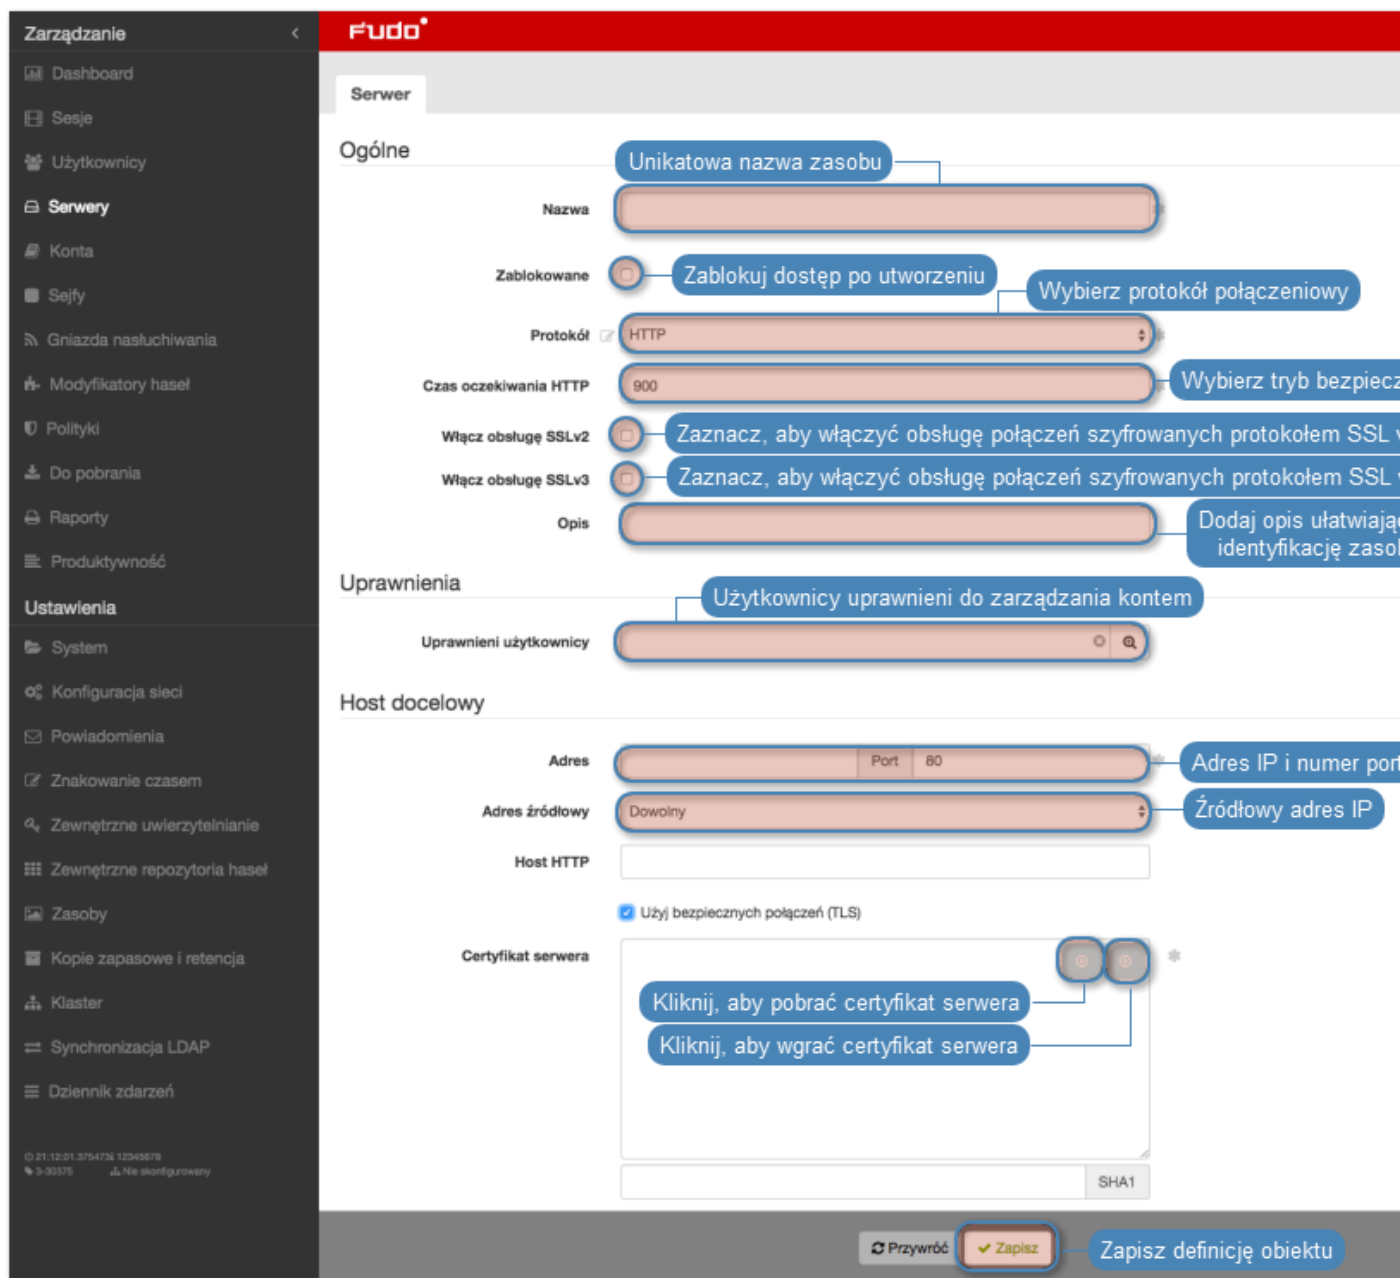 Zarządzanie
Dashboard
Sesje
Użytkownicy
Serwery
Konta
Sejfy
Gniazda nasłuchiwania
Modyfikatory haseł
Polityki
Do pobrania
Raporty
Produktywność
Ustawienia
System
Konfiguracja sieci
Powiadomienia
Znakowanie czasem
Zewnętrzne uwierzytelnianie
Zewnętrzne repozytoria haseł
Zasoby
Kopie zapasowe i retencja
Klaster
Synchronizacja LDAP
Dziennik zdarzeń
12345678
3-30375 Nie skonfigurowany
FUDO
Serwer
Ogólne
Unikatowa nazwa zasobu
Nazwa
Zablokowane
Zablokuj dostęp po utworzeniu
Wybierz protokół połączeniowy
Protokół HTTP
Czas oczekiwania HTTP 900
Wybierz tryb bezpiecz
Włącz obsługę SSLv2
Zaznacz, aby włączyć obsługę połączeń szyfrowanych protokołem SSL v
Włącz obsługę SSLv3
Zaznacz, aby włączyć obsługę połączeń szyfrowanych protokołem SSL v
Opis
Dodaj opis ułatwiając
identyfikację zasob
Uprawnienia
Użytkownicy uprawnieni do zarządzania kontem
Uprawnieni użytkownicy
Host docelowy
Adres Port 80
Adres IP i numer port
Adres źródłowy Dowolny
Źródłowy adres IP
Host HTTP
Użyj bezpiecznych połączeń (TLS)
Certyfikat serwera
Kliknij, aby pobrać certyfikat serwera
Kliknij, aby wgrać certyfikat serwera
SHA1
Przywróć
Zapisz
Zapisz definicję obiektu